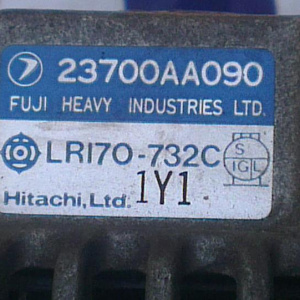 23700AA090
FUJI HEAVY INDUSTRIES LTD.
LR170-732C
S
IGL
Hitachi, Ltd. 1Y1